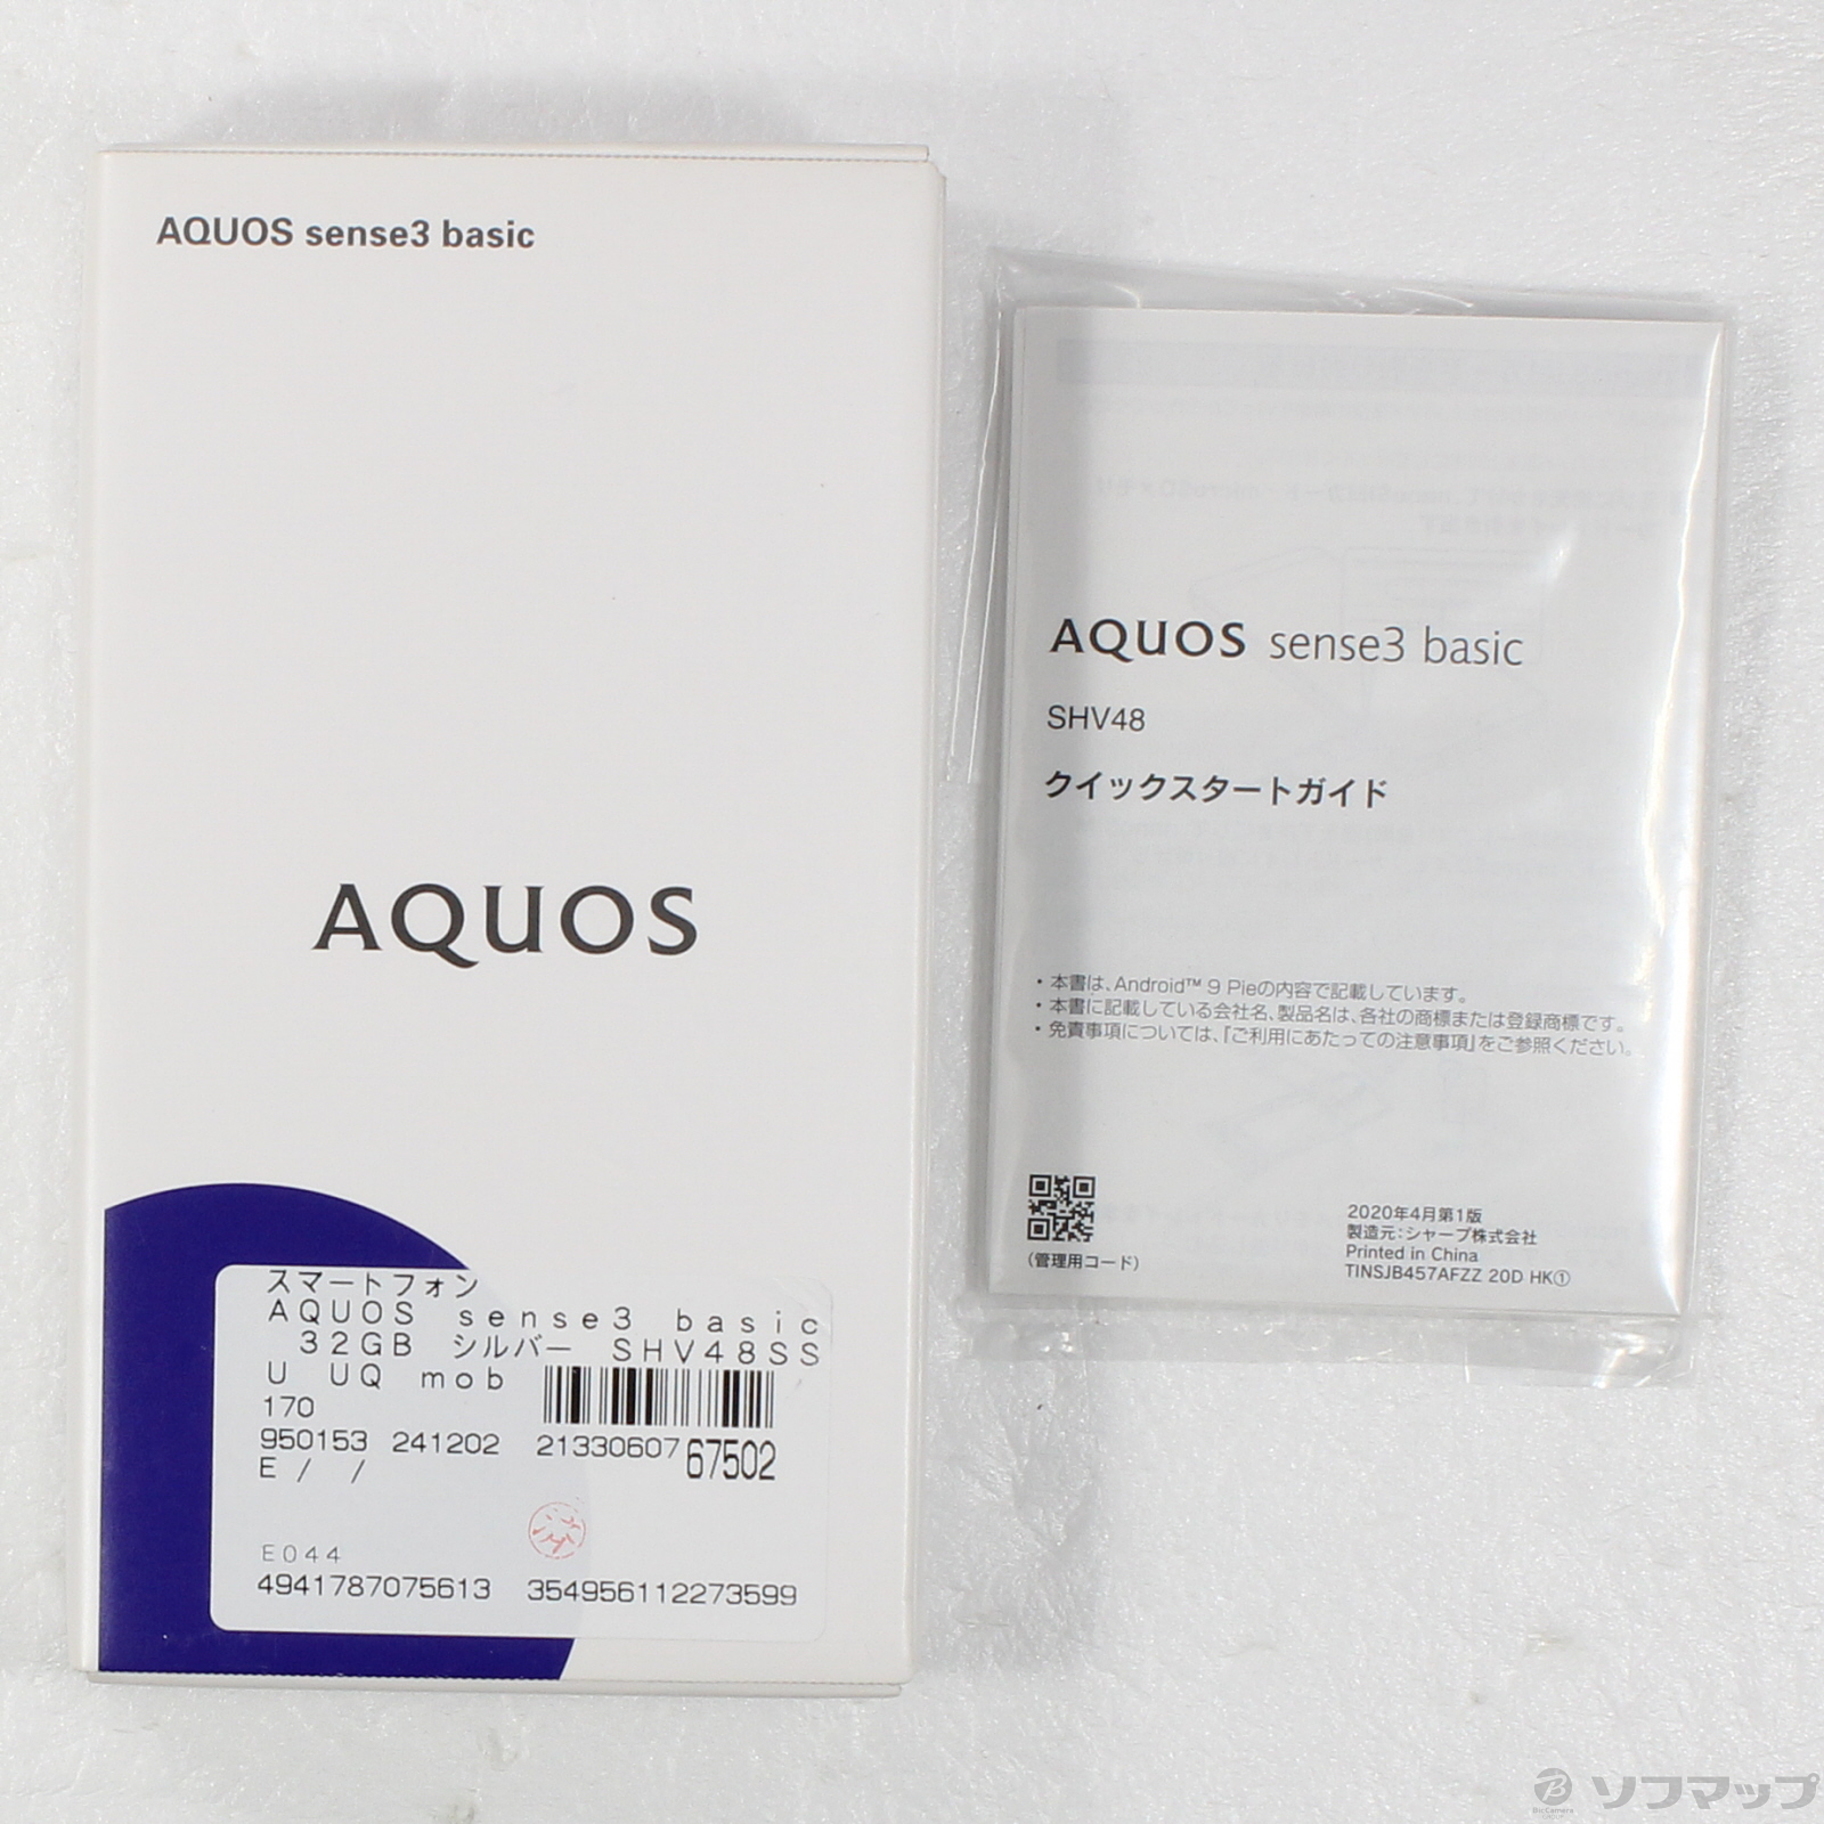 AQUOS sense3 basic
AQUOS
スマートフォン
AQUOS sense3 basic
32GB シルバー SHV48SS
U UQ mob
170
950153 241202 2133060767502
E / /
E044
4941787075613 354956112273599
AQUOS sense3 basic
SHV48
クイックスタートガイド
・本書は、Android™ 9 Pieの内容で記載しています。
・本書に記載している会社名、製品名は、各社の商標または登録商標です。
・免責事項については、『ご利用にあたっての注意事項』をご参照ください。
(管理用コード)
2020年4月第1版
製造元:シャープ株式会社
Printed in China
TINSJB457AFZZ 20D HK①
BicCamera GROUP
ソフマップ